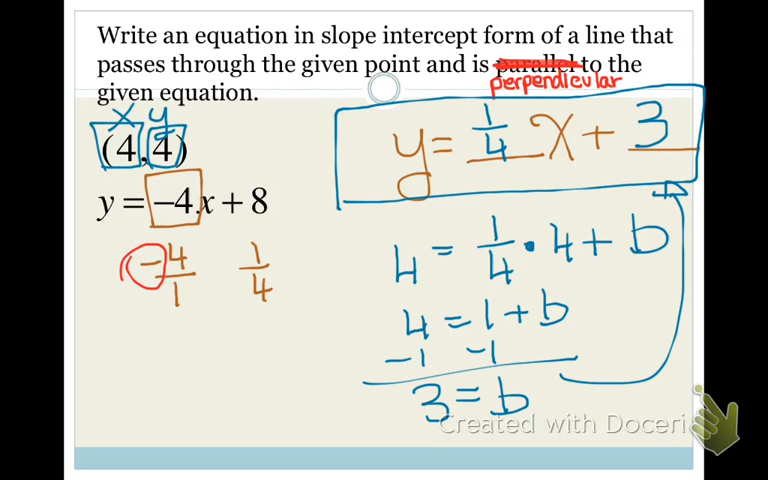 Write an equation in slope intercept form of a line that
passes through the given point and is parallel to the
perpendicular
given equation.
x y
(4,4)
y = 1/4 x + 3
y = −4x + 8
−4/1 1/4
4 = 1/4 • 4 + b
4 = 1 + b
−1 −1
3 = b
Created with Doceri